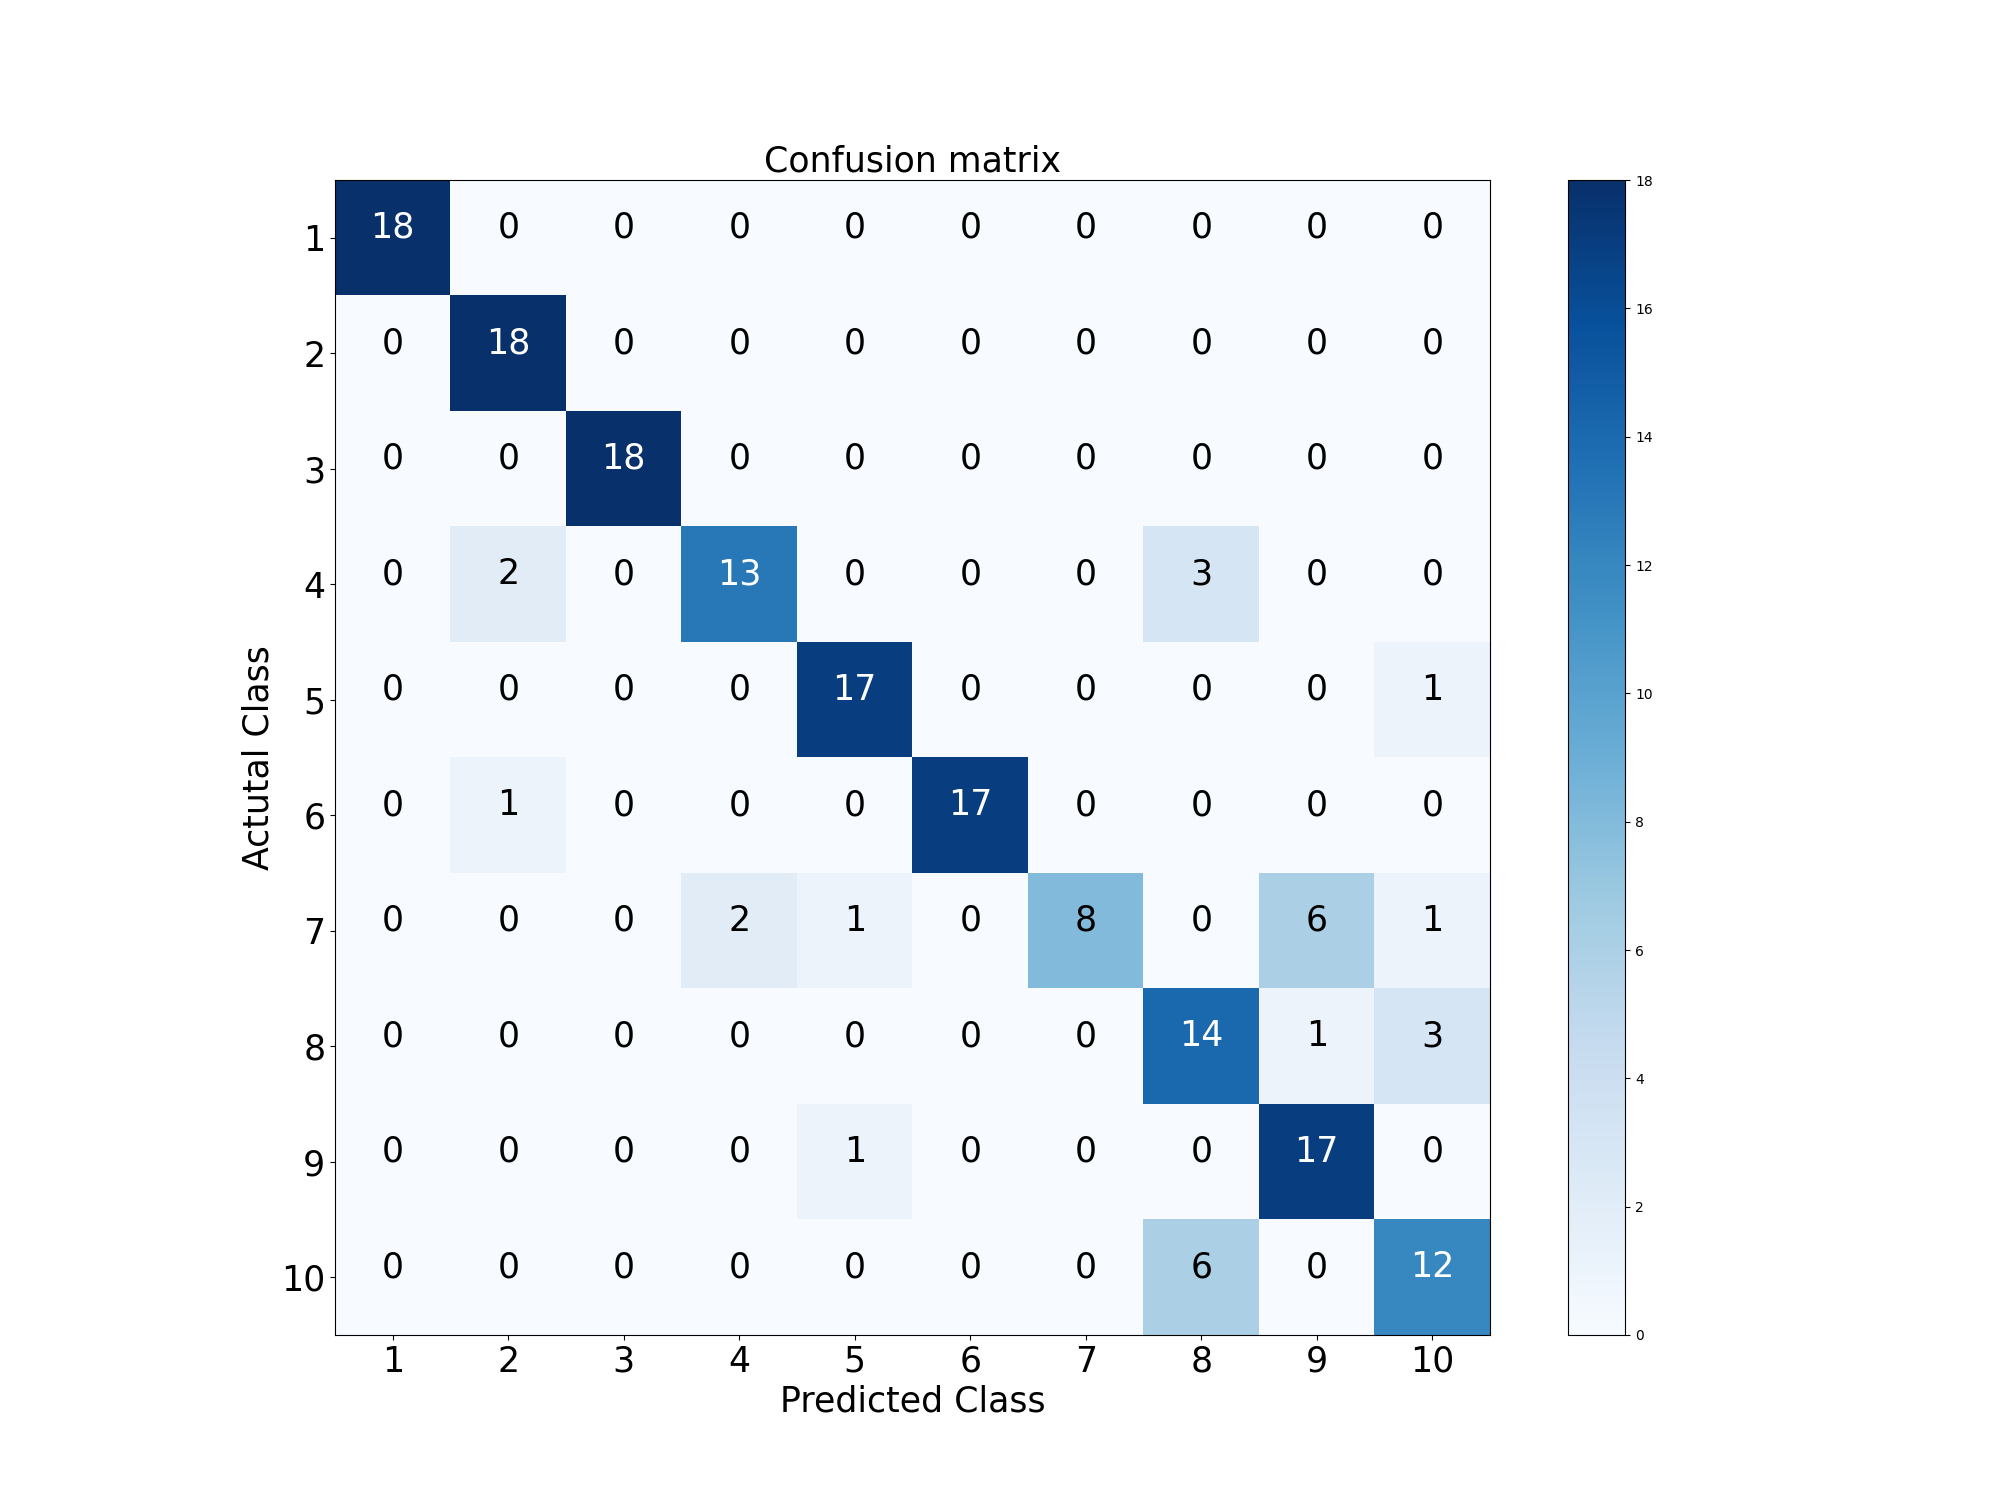 Confusion matrix
1 18 0 0 0 0 0 0 0 0 0
2 0 18 0 0 0 0 0 0 0 0
3 0 0 18 0 0 0 0 0 0 0
4 0 2 0 13 0 0 0 3 0 0
5 0 0 0 0 17 0 0 0 0 1
6 0 1 0 0 0 17 0 0 0 0
7 0 0 0 2 1 0 8 0 6 1
8 0 0 0 0 0 0 0 14 1 3
9 0 0 0 0 1 0 0 0 17 0
10 0 0 0 0 0 0 0 6 0 12
1 2 3 4 5 6 7 8 9 10
Predicted Class
Actutal Class
18
16
14
12
10
8
6
4
2
0